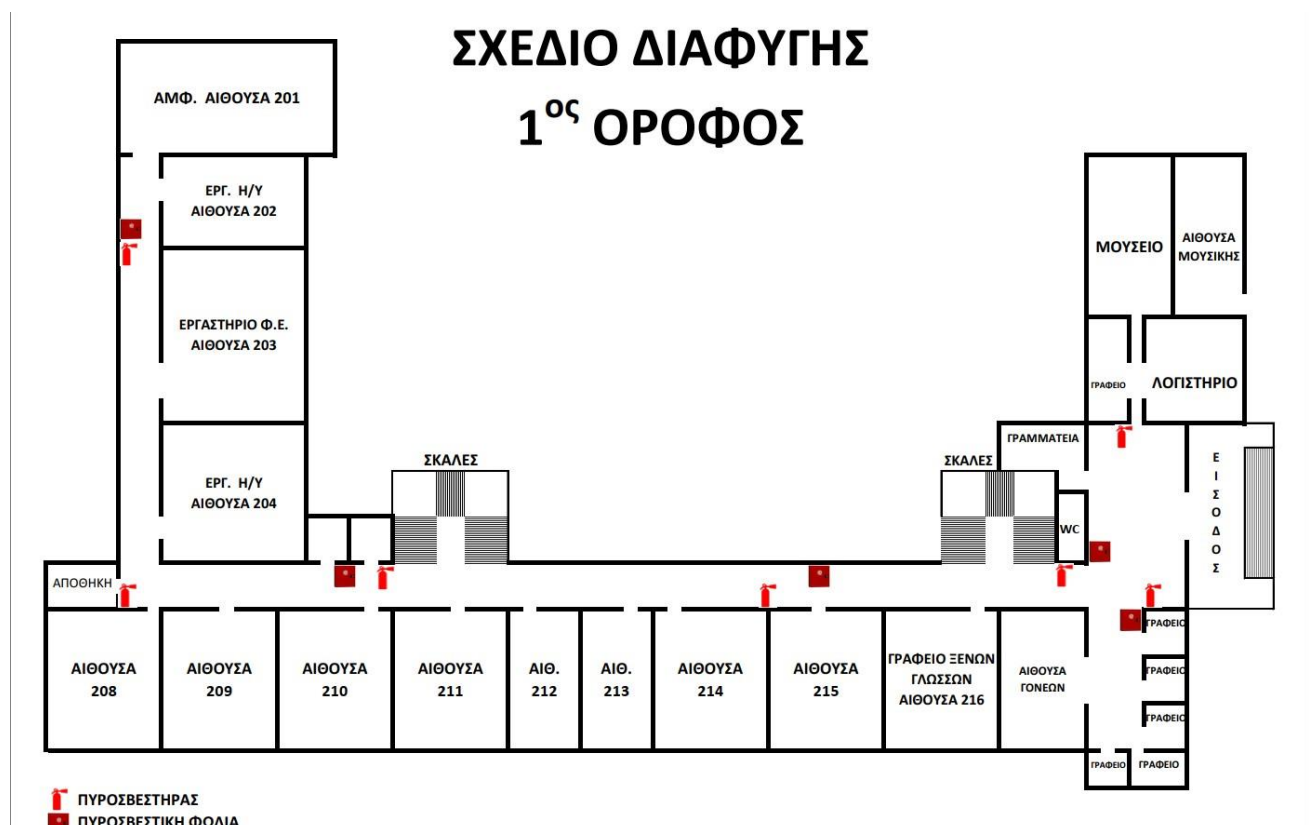 ΣΧΕΔΙΟ ΔΙΑΦΥΓΗΣ
1ος ΟΡΟΦΟΣ
ΑΜΦ. ΑΙΘΟΥΣΑ 201
ΕΡΓ. Η/Υ
ΑΙΘΟΥΣΑ 202
ΕΡΓΑΣΤΗΡΙΟ Φ.Ε.
ΑΙΘΟΥΣΑ 203
ΕΡΓ. Η/Υ
ΑΙΘΟΥΣΑ 204
ΣΚΑΛΕΣ
ΣΚΑΛΕΣ
ΜΟΥΣΕΙΟ
ΑΙΘΟΥΣΑ
ΜΟΥΣΙΚΗΣ
ΓΡΑΦΕΙΟ
ΛΟΓΙΣΤΗΡΙΟ
ΓΡΑΜΜΑΤΕΙΑ
WC
ΕΙΣΟΔΟΣ
ΑΠΟΘΗΚΗ
ΑΙΘΟΥΣΑ
208
ΑΙΘΟΥΣΑ
209
ΑΙΘΟΥΣΑ
210
ΑΙΘΟΥΣΑ
211
ΑΙΘ.
212
ΑΙΘ.
213
ΑΙΘΟΥΣΑ
214
ΑΙΘΟΥΣΑ
215
ΓΡΑΦΕΙΟ ΞΕΝΩΝ
ΓΛΩΣΣΩΝ
ΑΙΘΟΥΣΑ 216
ΑΙΘΟΥΣΑ
ΓΟΝΕΩΝ
ΓΡΑΦΕΙΟ
ΓΡΑΦΕΙΟ
ΓΡΑΦΕΙΟ
ΓΡΑΦΕΙΟ
ΓΡΑΦΕΙΟ
ΠΥΡΟΣΒΕΣΤΗΡΑΣ
ΠΥΡΟΣΒΕΣΤΙΚΗ ΦΩΛΙΑ